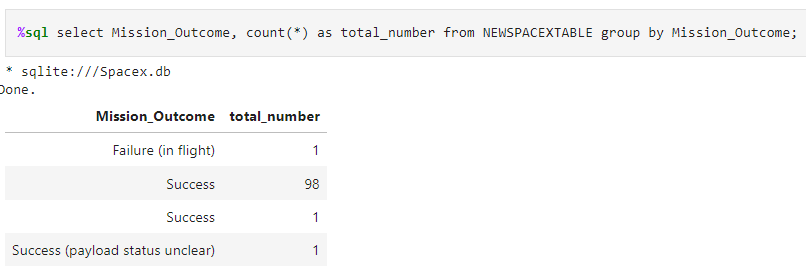 %sql select Mission_Outcome, count(*) as total_number from NEWSPACEXTABLE group by Mission_Outcome;
* sqlite:///Spacex.db
Done.
Mission_Outcome total_number
Failure (in flight) 1
Success 98
Success 1
Success (payload status unclear) 1